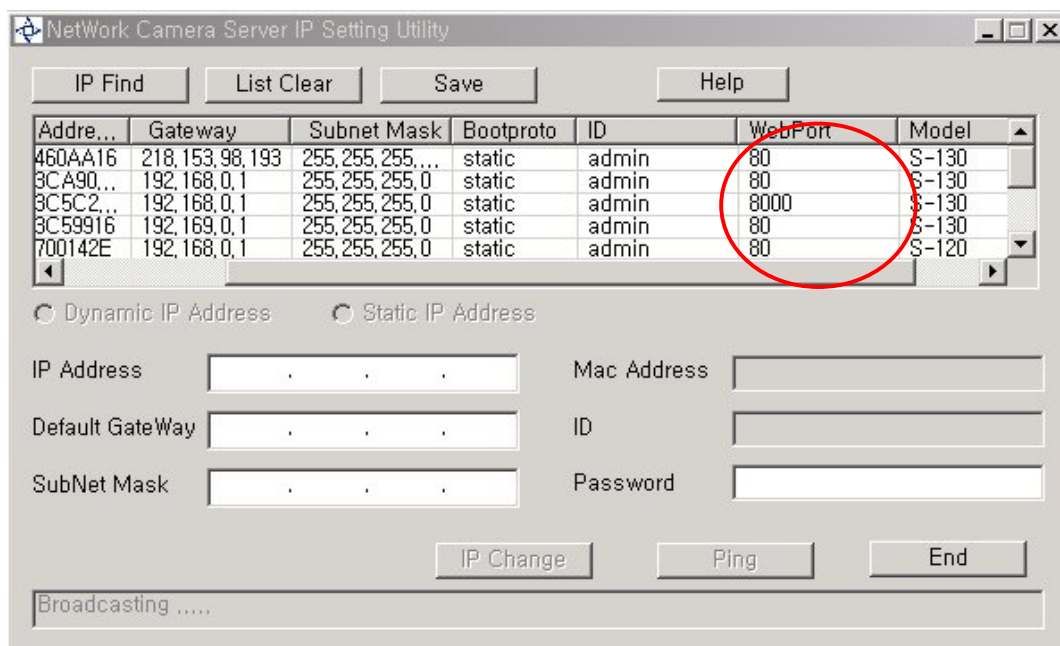 NetWork Camera Server IP Setting Utility
IP Find List Clear Save Help
Addre... Gateway Subnet Mask Bootproto ID WebPort Model
460AA16 218,153,98,193 255,255,255,... static admin 80 S-130
3CA90... 192,168,0,1 255,255,255,0 static admin 80 S-130
3C5C2... 192,168,0,1 255,255,255,0 static admin 8000 S-130
3C59916 192,169,0,1 255,255,255,0 static admin 80 S-130
700142E 192,168,0,1 255,255,255,0 static admin 80 S-120
Dynamic IP Address Static IP Address
IP Address . . . Mac Address
Default GateWay . . . ID
SubNet Mask . . . Password
IP Change Ping End
Broadcasting .....